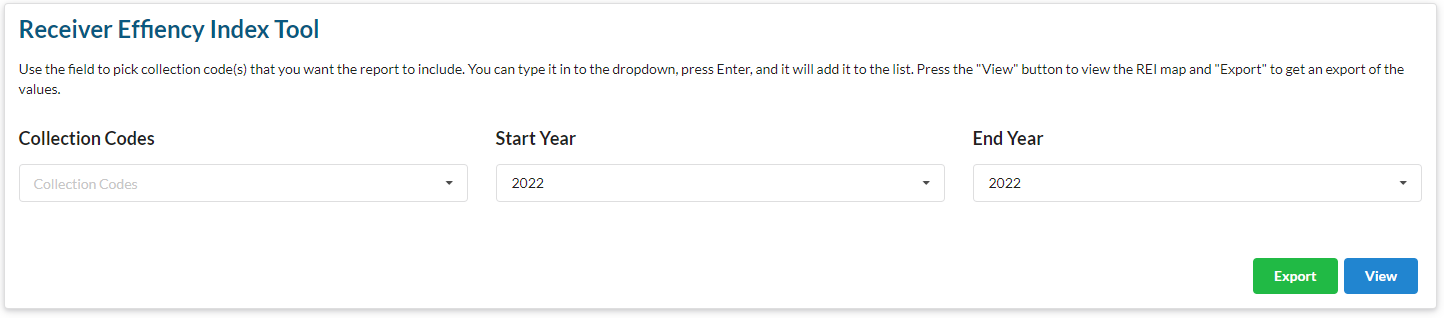 Receiver Effiency Index Tool
Use the field to pick collection code(s) that you want the report to include. You can type it in to the dropdown, press Enter, and it will add it to the list. Press the "View" button to view the REI map and "Export" to get an export of the
values.
Collection Codes
Start Year
End Year
Collection Codes
2022
2022
Export
View